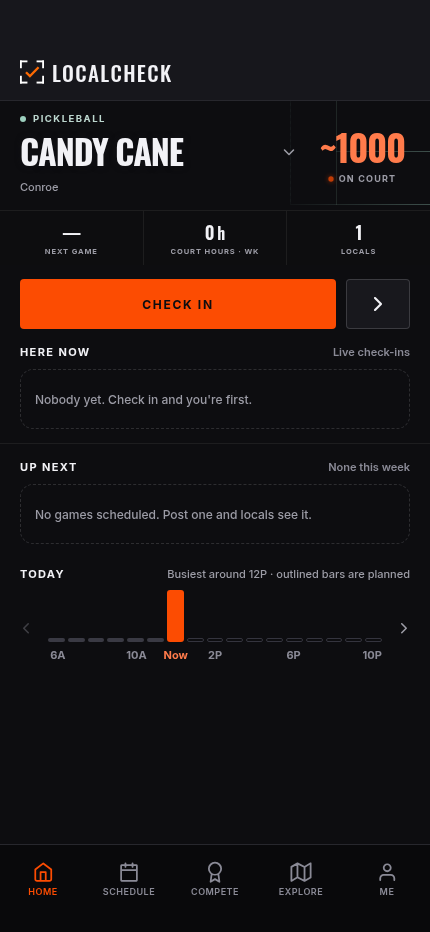 LOCALCHECK
PICKLEBALL
CANDY CANE
~1000
Conroe
ON COURT
—
0h
1
NEXT GAME
COURT HOURS · WK
LOCALS
CHECK IN
HERE NOW
Live check-ins
Nobody yet. Check in and you're first.
UP NEXT
None this week
No games scheduled. Post one and locals see it.
TODAY
Busiest around 12P · outlined bars are planned
6A
10A
Now
2P
6P
10P
HOME
SCHEDULE
COMPETE
EXPLORE
ME